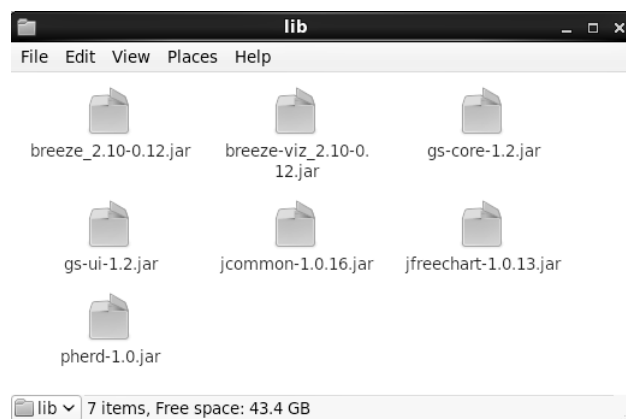 lib
File Edit View Places Help
breeze_2.10-0.12.jar
breeze-viz_2.10-0.
12.jar
gs-core-1.2.jar
gs-ui-1.2.jar
jcommon-1.0.16.jar
jfreechart-1.0.13.jar
pherd-1.0.jar
lib 7 items, Free space: 43.4 GB